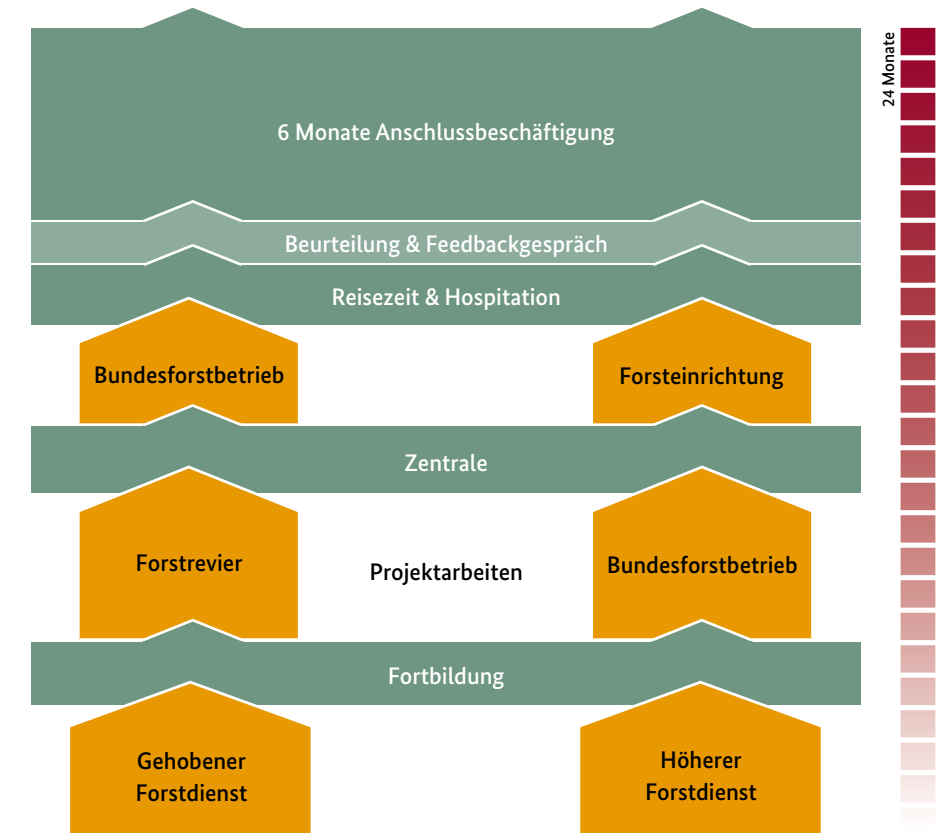 24 Monate
6 Monate Anschlussbeschäftigung
Beurteilung & Feedbackgespräch
Reisezeit & Hospitation
Bundesforstbetrieb
Forsteinrichtung
Zentrale
Forstrevier
Projektarbeiten
Bundesforstbetrieb
Fortbildung
Gehobener
Forstdienst
Höherer
Forstdienst